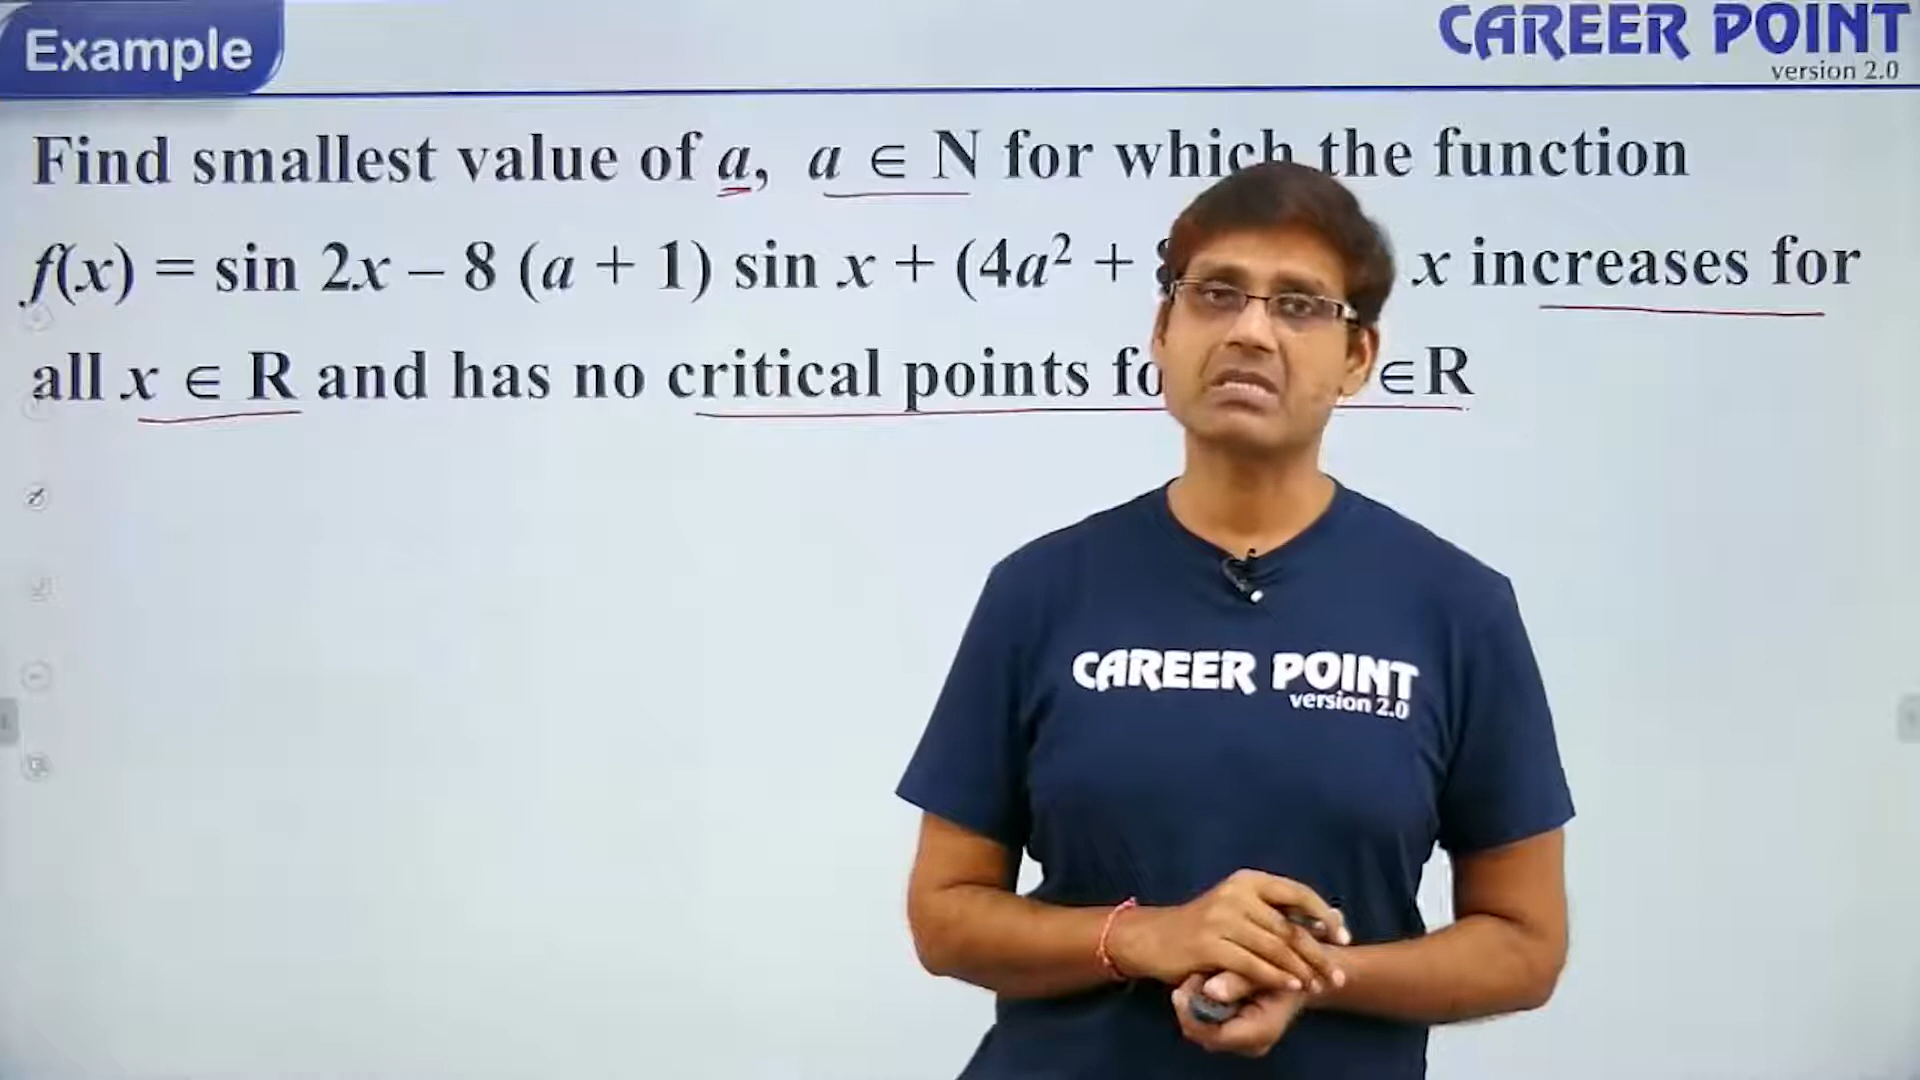 Example
CAREER POINT
version 2.0
Find smallest value of a, a ∈ N for which the function
f(x) = sin 2x – 8 (a + 1) sin x + (4a² + x increases for
all x ∈ R and has no critical points ∈R
CAREER POINT
version 2.0